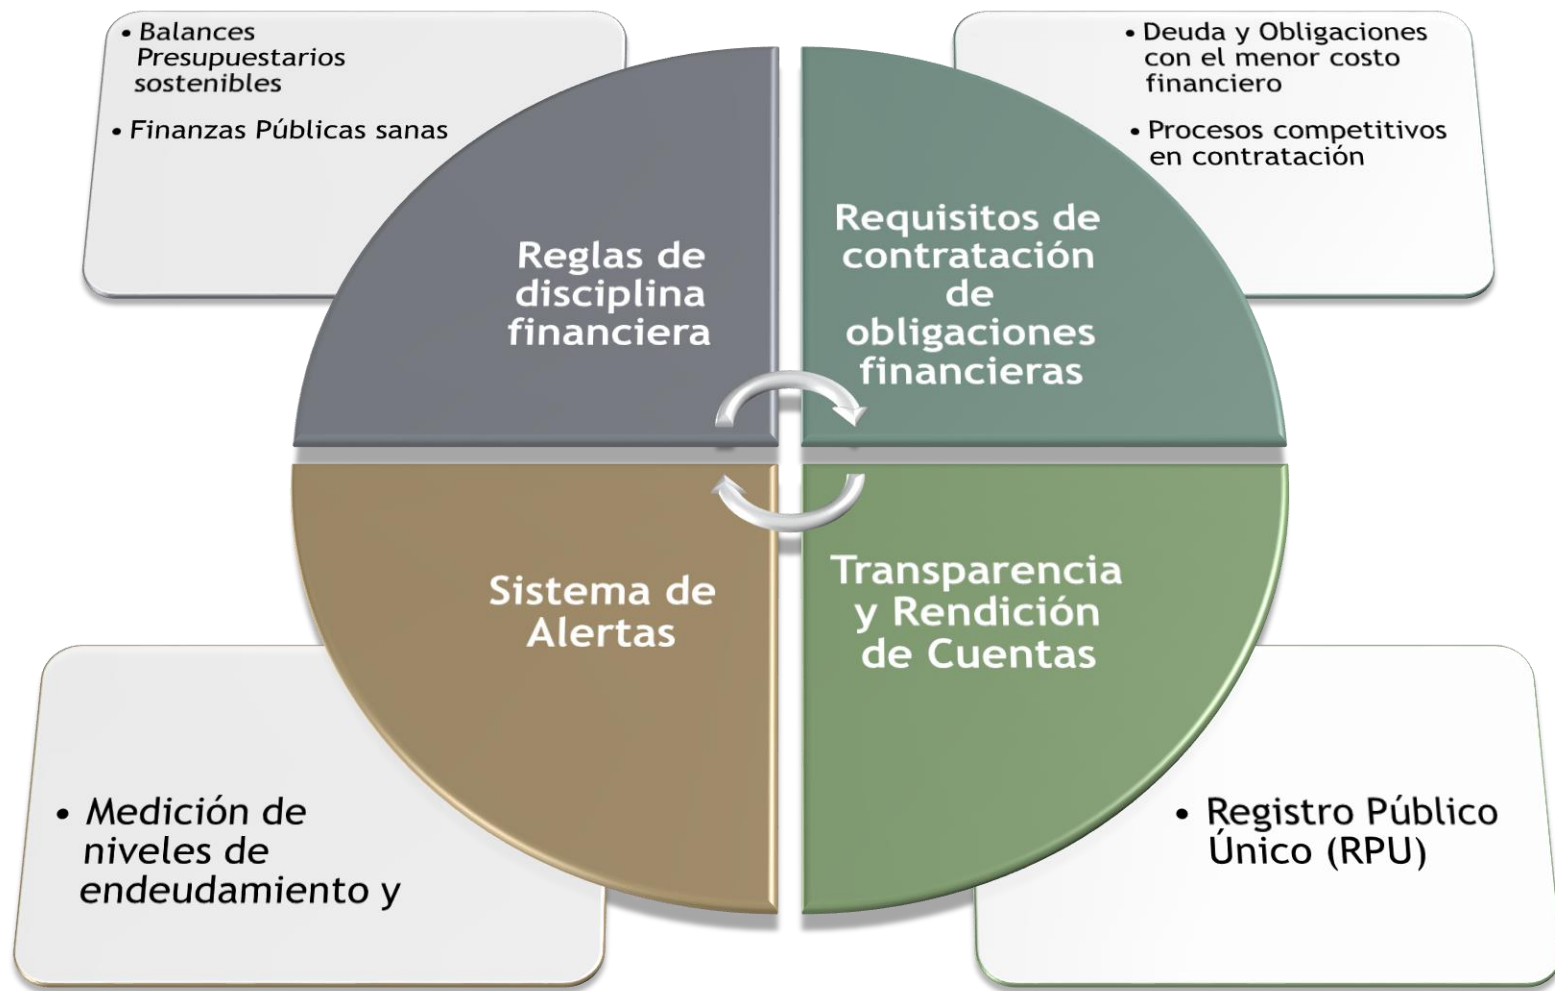 • Balances
Presupuestarios
sostenibles
• Finanzas Públicas sanas
• Deuda y Obligaciones
con el menor costo
financiero
• Procesos competitivos
en contratación
Reglas de
disciplina
financiera
Requisitos de
contratación
de
obligaciones
financieras
Sistema de
Alertas
Transparencia
y Rendición
de Cuentas
• Medición de
niveles de
endeudamiento y
• Registro Público
Único (RPU)